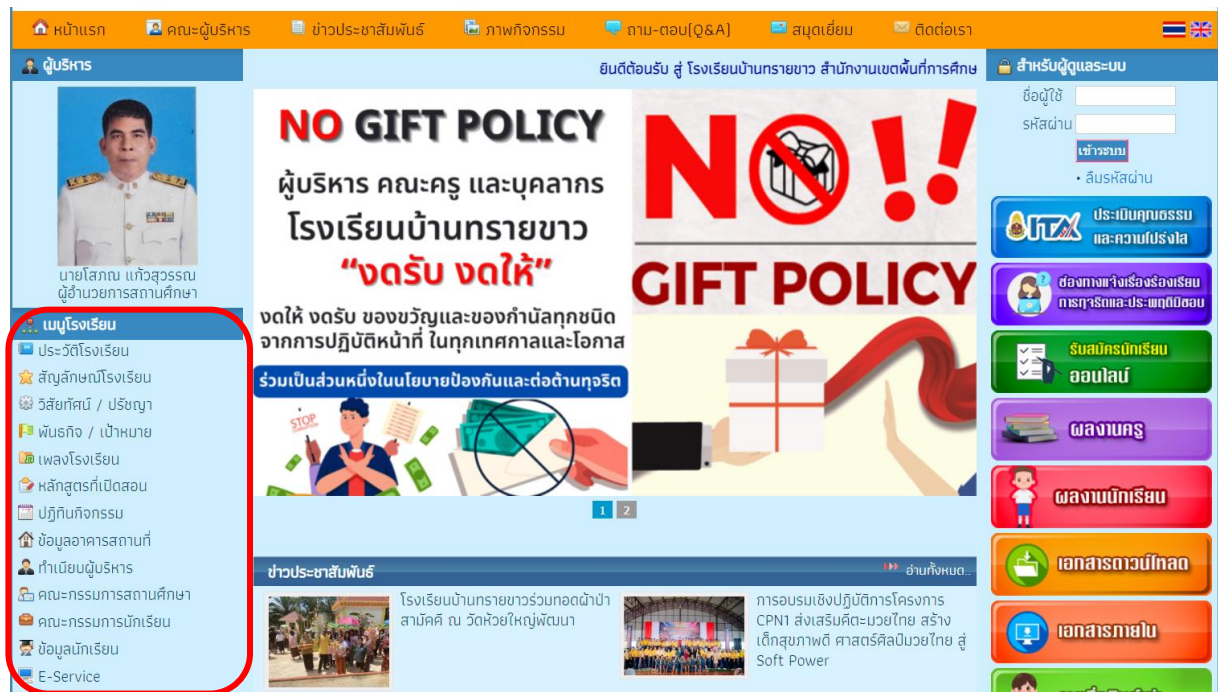 หน้าแรก
คณะผู้บริหาร
ข่าวประชาสัมพันธ์
ภาพกิจกรรม
ถาม-ตอบ(Q&A)
สมุดเยี่ยม
ติดต่อเรา
ผู้บริหาร
นายโสภณ แก้วสุวรรณ
ผู้อำนวยการสถานศึกษา
เมนูโรงเรียน
ประวัติโรงเรียน
สัญลักษณ์โรงเรียน
วิสัยทัศน์ / ปรัชญา
พันธกิจ / เป้าหมาย
เพลงโรงเรียน
หลักสูตรที่เปิดสอน
ปฎิทินกิจกรรม
ข้อมูลอาคารสถานที่
ทำเนียบผู้บริหาร
คณะกรรมการสถานศึกษา
คณะกรรมการนักเรียน
ข้อมูลนักเรียน
E-Service
ยินดีต้อนรับ สู่ โรงเรียนบ้านทรายขาว สำนักงานเขตพื้นที่การศึกษ
NO GIFT POLICY
ผู้บริหาร คณะครู และบุคลากร
โรงเรียนบ้านทรายขาว
“งดรับ งดให้”
งดให้ งดรับ ของขวัญและของกำนัลทุกชนิด
จากการปฏิบัติหน้าที่ ในทุกเทศกาลและโอกาส
ร่วมเป็นส่วนหนึ่งในนโยบายป้องกันและต่อต้านทุจริต
STOP
NO!!
GIFT POLICY
1 2
ข่าวประชาสัมพันธ์
อ่านทั้งหมด..
โรงเรียนบ้านทรายขาวร่วมทอดผ้าป่า
สามัคคี ณ วัดห้วยใหญ่พัฒนา
การอบรมเชิงปฏิบัติการโครงการ
CPN1 ส่งเสริมคีตะมวยไทย สร้าง
เด็กสุขภาพดี ศาสตร์ศิลป์มวยไทย สู่
Soft Power
สำหรับผู้ดูแลระบบ
ชื่อผู้ใช้
รหัสผ่าน
เข้าระบบ
ลืมรหัสผ่าน
ITA
ประเมินคุณธรรม
และความโปร่งใส
ช่องทางแจ้งเรื่องร้องเรียน
การทุจริตและประพฤติมิชอบ
รับสมัครนักเรียน
ออนไลน์
ผลงานครู
ผลงานนักเรียน
เอกสารดาวน์โหลด
เอกสารภายใน